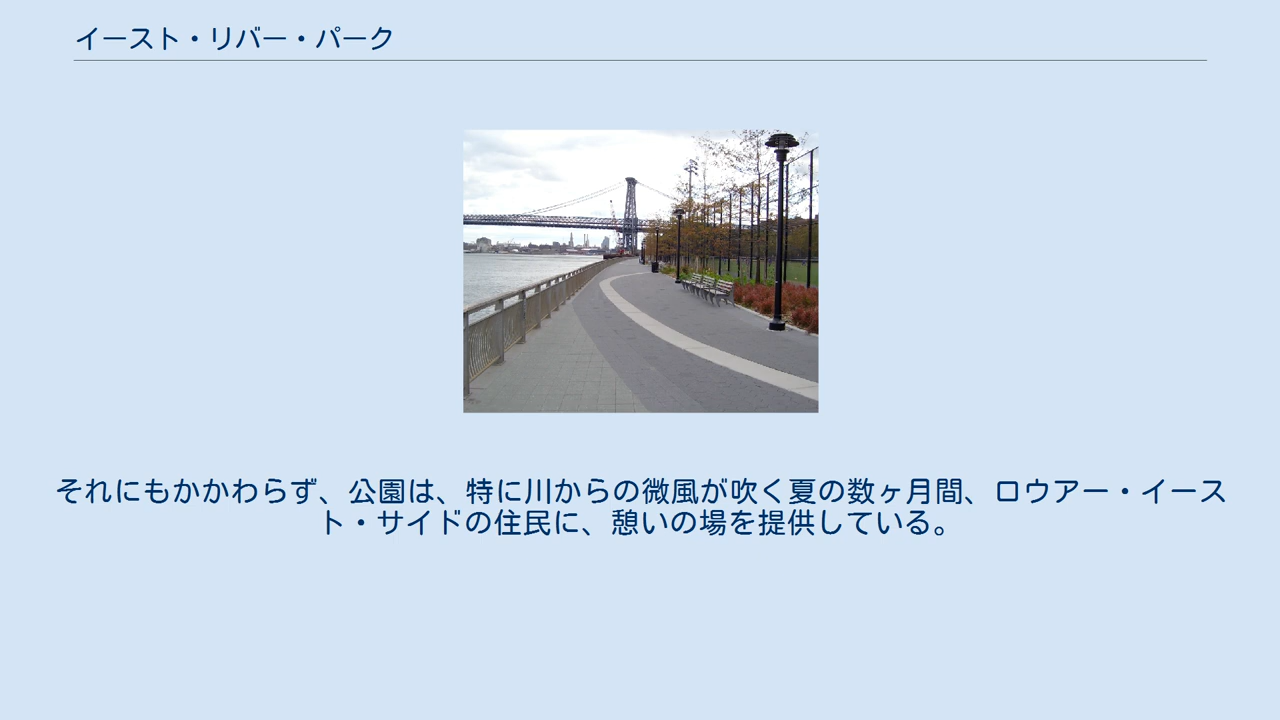 イースト・リバー・パーク
それにもかかわらず、公園は、特に川からの微風が吹く夏の数ヶ月間、ロウアー・イース
ト・サイドの住民に、憩いの場を提供している。